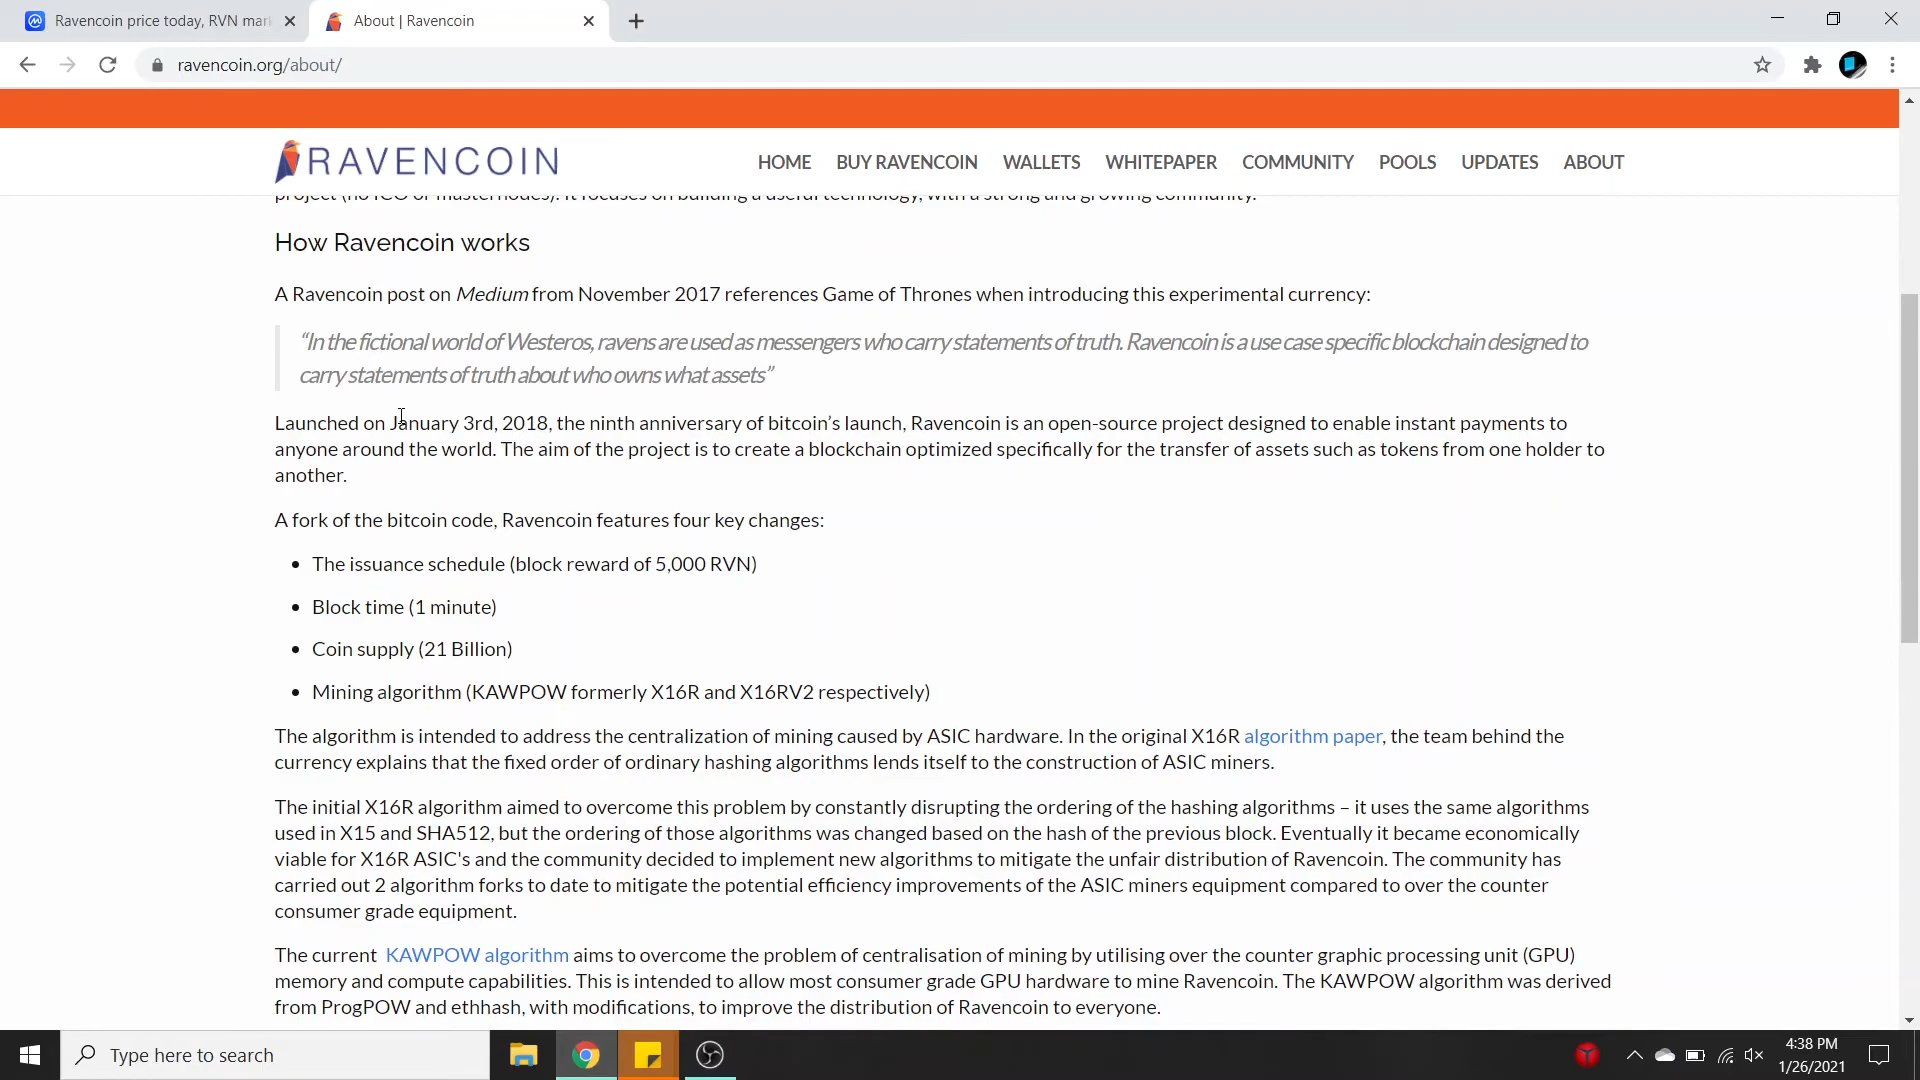 Ravencoin price today, RVN mar
About | Ravencoin
ravencoin.org/about/
RAVENCOIN
HOME BUY RAVENCOIN WALLETS WHITEPAPER COMMUNITY POOLS UPDATES ABOUT
project (no ICO or masternodes). It focuses on building a useful technology, with a strong and growing community.
How Ravencoin works
A Ravencoin post on Medium from November 2017 references Game of Thrones when introducing this experimental currency:
“In the fictional world of Westeros, ravens are used as messengers who carry statements of truth. Ravencoin is a use case specific blockchain designed to
carry statements of truth about who owns what assets”
Launched on January 3rd, 2018, the ninth anniversary of bitcoin’s launch, Ravencoin is an open-source project designed to enable instant payments to
anyone around the world. The aim of the project is to create a blockchain optimized specifically for the transfer of assets such as tokens from one holder to
another.
A fork of the bitcoin code, Ravencoin features four key changes:
• The issuance schedule (block reward of 5,000 RVN)
• Block time (1 minute)
• Coin supply (21 Billion)
• Mining algorithm (KAWPOW formerly X16R and X16RV2 respectively)
The algorithm is intended to address the centralization of mining caused by ASIC hardware. In the original X16R algorithm paper, the team behind the
currency explains that the fixed order of ordinary hashing algorithms lends itself to the construction of ASIC miners.
The initial X16R algorithm aimed to overcome this problem by constantly disrupting the ordering of the hashing algorithms – it uses the same algorithms
used in X15 and SHA512, but the ordering of those algorithms was changed based on the hash of the previous block. Eventually it became economically
viable for X16R ASIC's and the community decided to implement new algorithms to mitigate the unfair distribution of Ravencoin. The community has
carried out 2 algorithm forks to date to mitigate the potential efficiency improvements of the ASIC miners equipment compared to over the counter
consumer grade equipment.
The current KAWPOW algorithm aims to overcome the problem of centralisation of mining by utilising over the counter graphic processing unit (GPU)
memory and compute capabilities. This is intended to allow most consumer grade GPU hardware to mine Ravencoin. The KAWPOW algorithm was derived
from ProgPOW and ethhash, with modifications, to improve the distribution of Ravencoin to everyone.
Type here to search
4:38 PM
1/26/2021